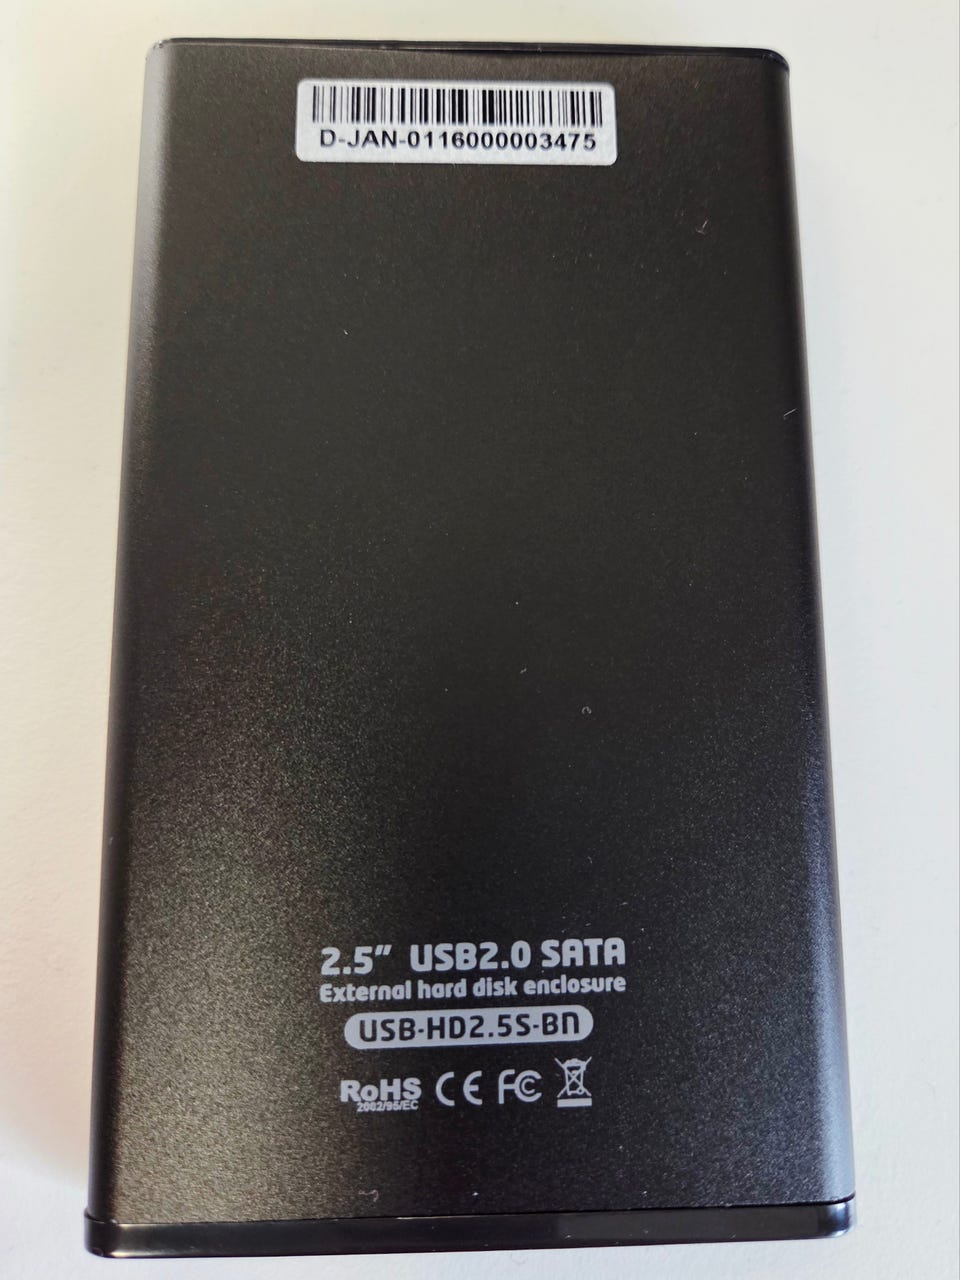 D-JAN-0116000003475
2.5" USB2.0 SATA
External hard disk enclosure
USB-HD2.5S-BN
RoHS CE FC
2002/95/EC